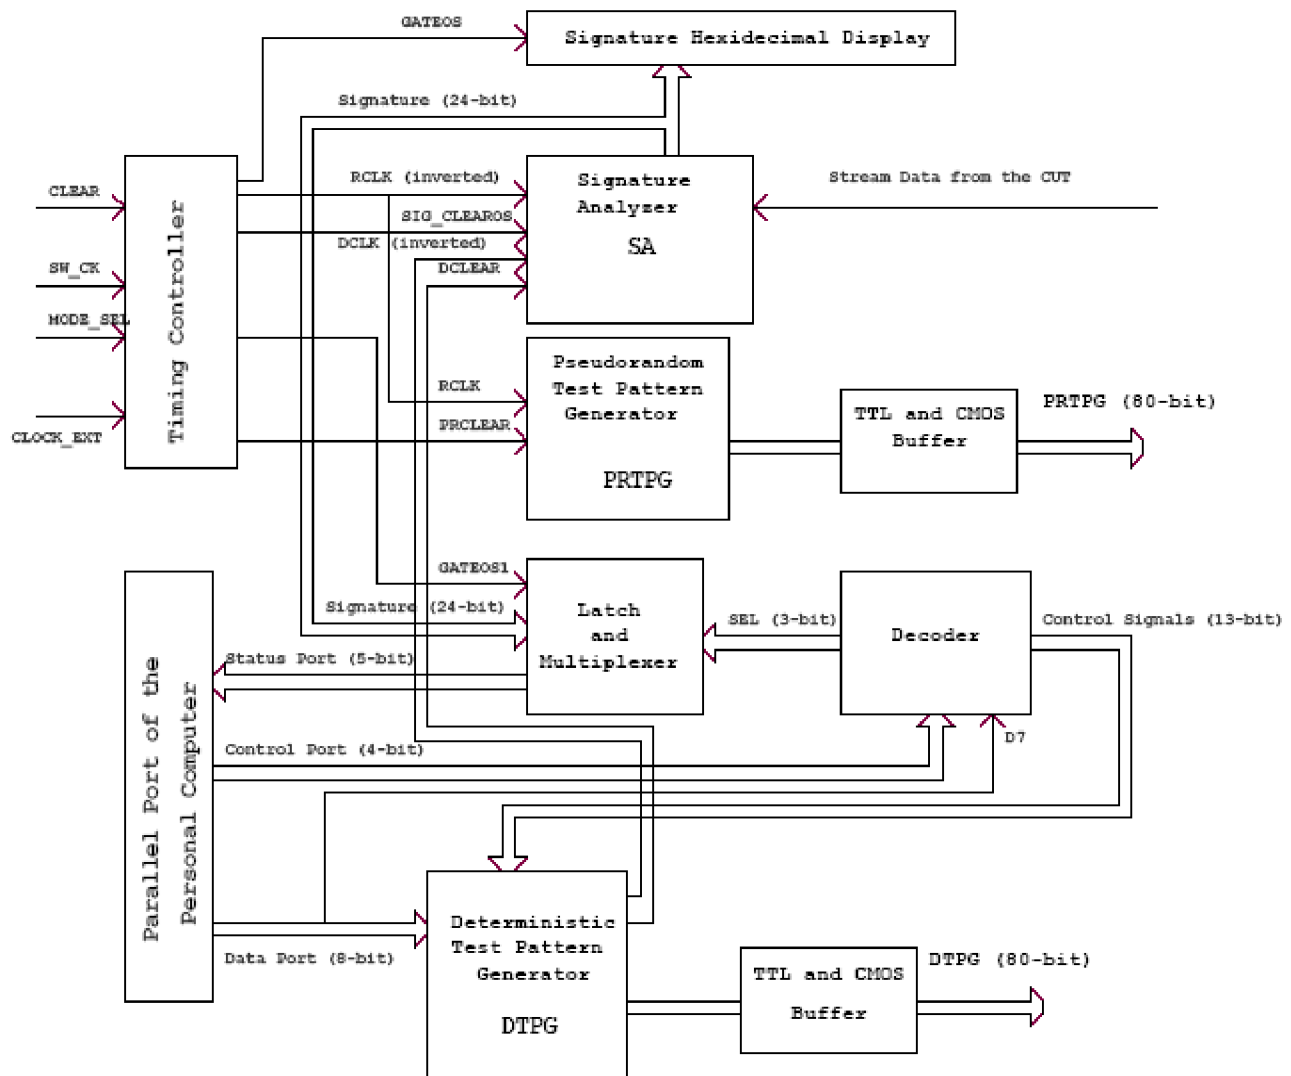 GATEOS
Signature Hexidecimal Display
Signature (24-bit)
CLEAR
SW_CK
MODE_SEL
CLOCK_EXT
Timing Controller
RCLK (inverted)
SIG_CLEAROS
DCLK (inverted)
DCLEAR
Signature
Analyzer
SA
Stream Data from the CUT
RCLK
PRCLEAR
Pseudorandom
Test Pattern
Generator
PRTPG
TTL and CMOS
Buffer
PRTPG (80-bit)
GATEOS1
Signature (24-bit)
Latch
and
Multiplexer
SEL (3-bit)
Decoder
Control Signals (13-bit)
Status Port (5-bit)
Parallel Port of the
Personal Computer
Control Port (4-bit)
D7
Data Port (8-bit)
Deterministic
Test Pattern
Generator
DTPG
TTL and CMOS
Buffer
DTPG (80-bit)